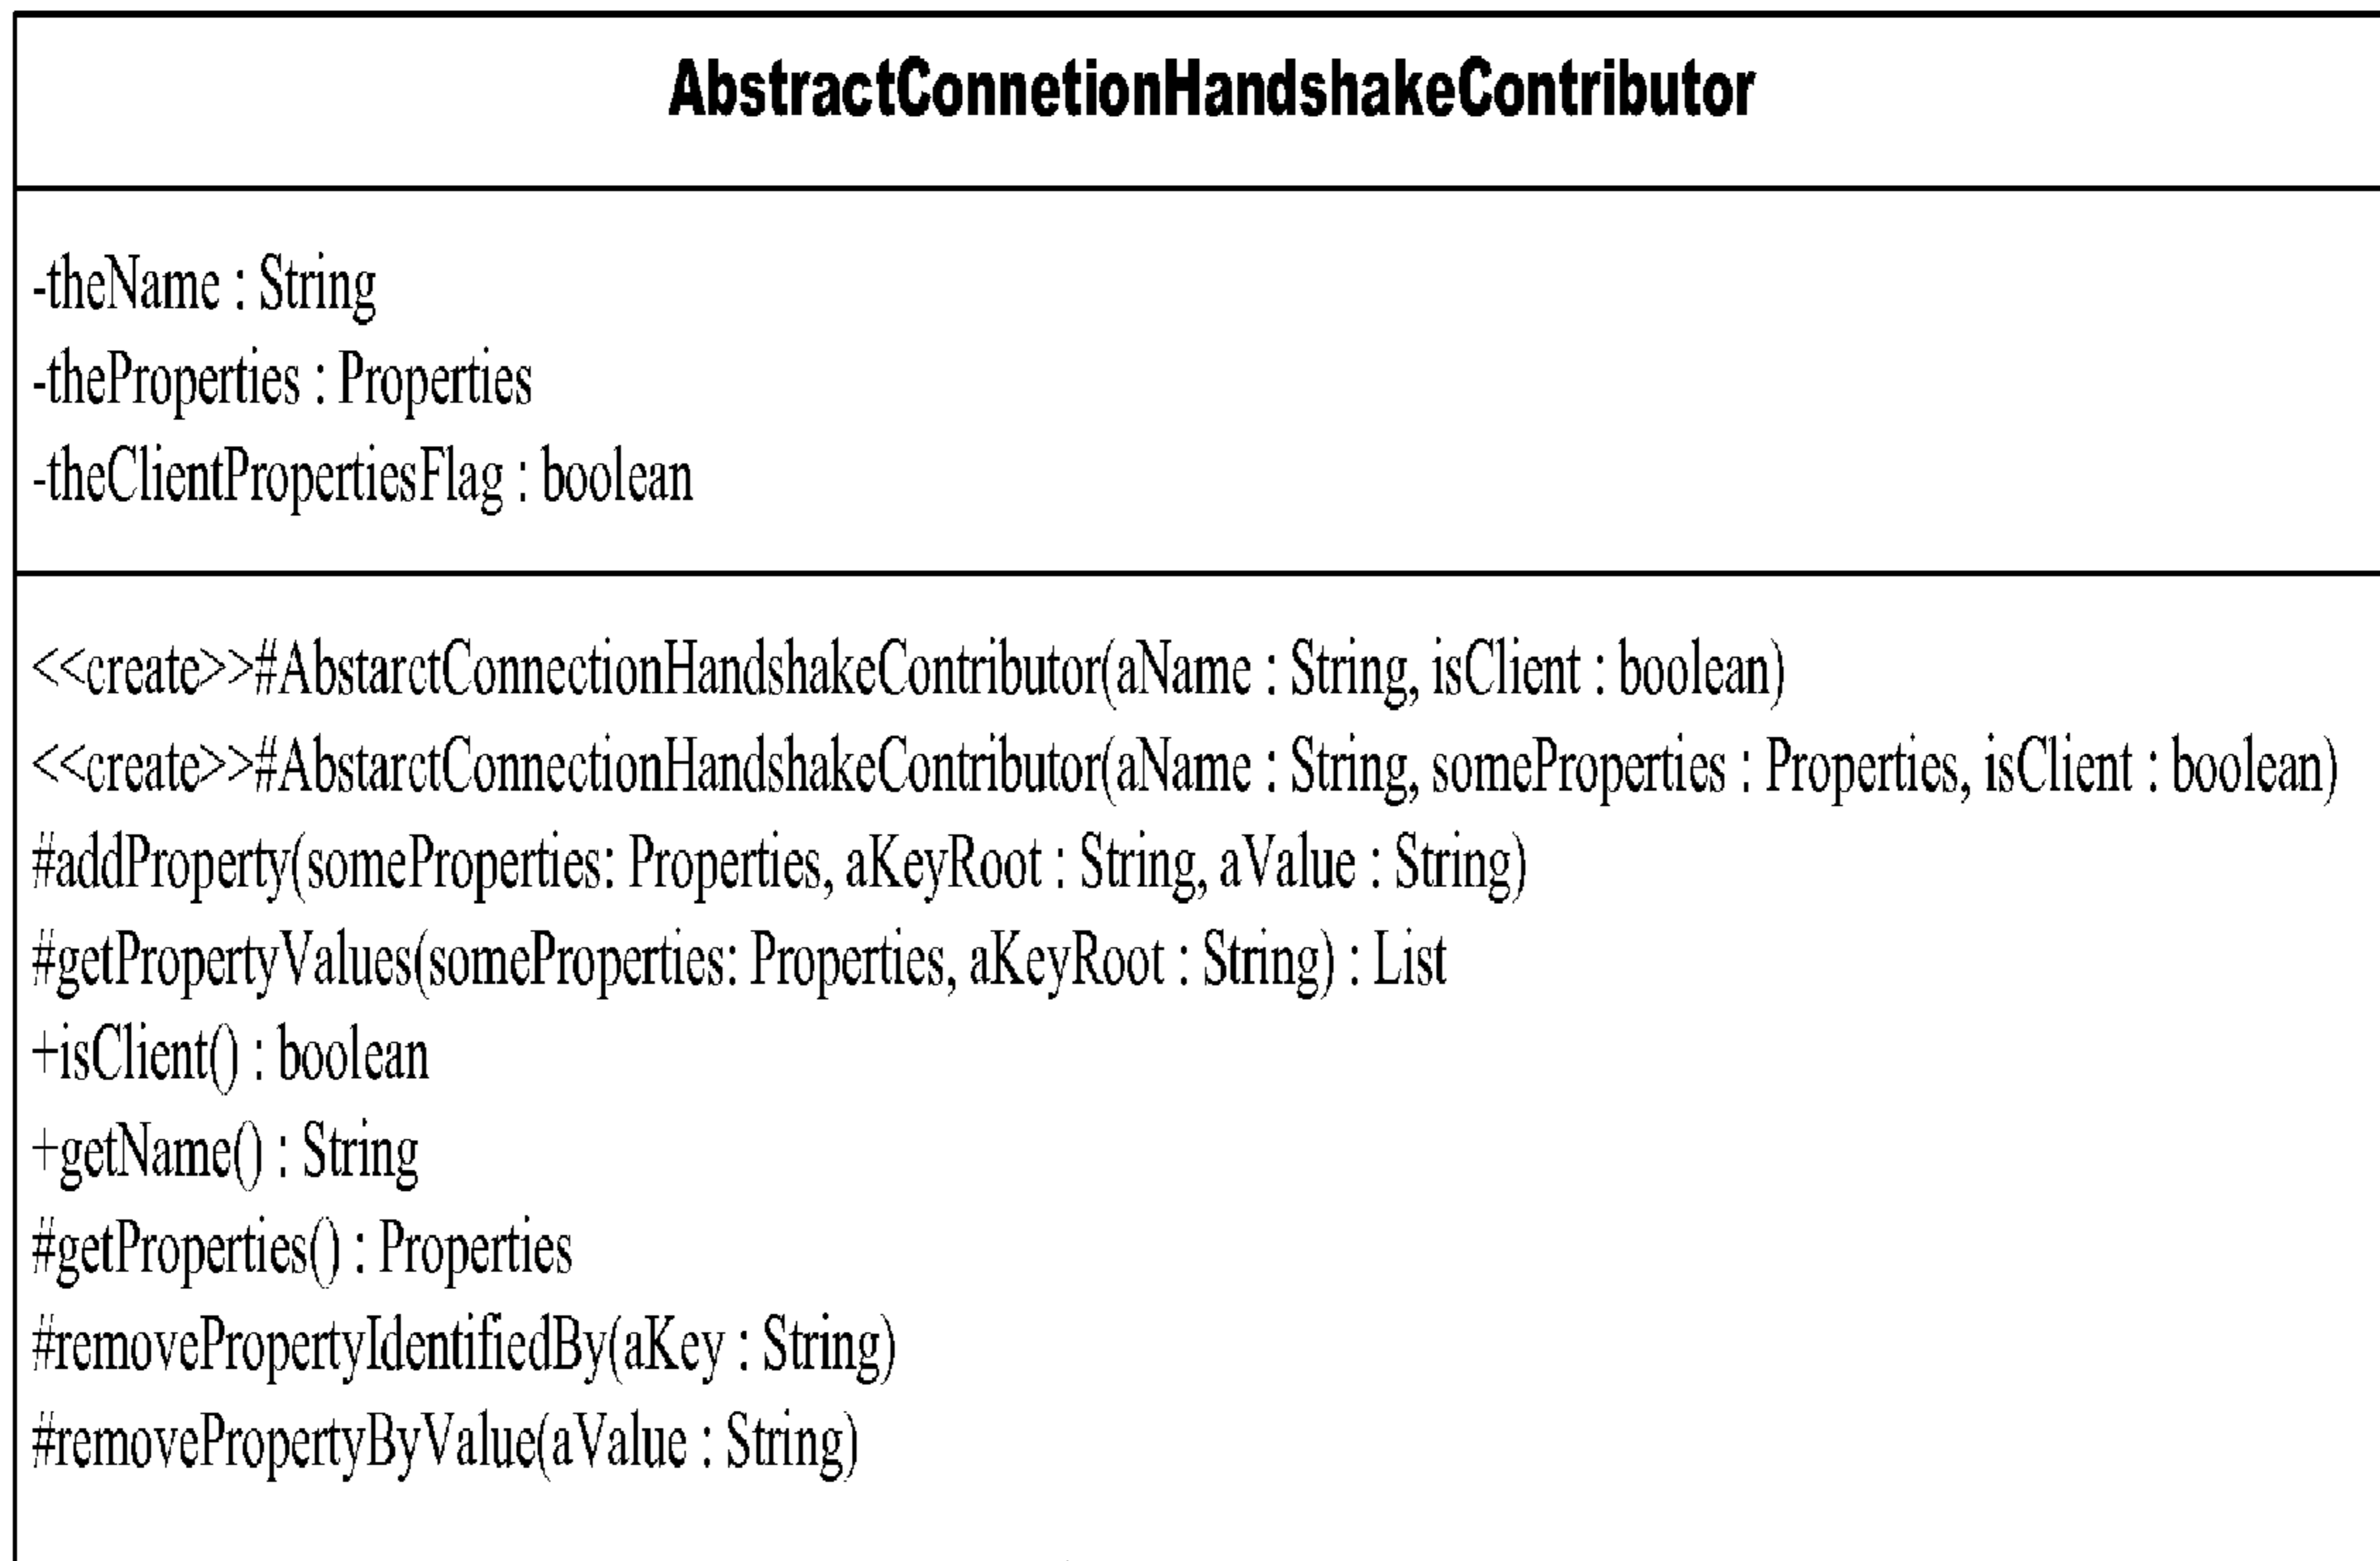 AbstractConnetionHandshakeContributor
-theName : String
-theProperties : Properties
-theClientPropertiesFlag : boolean
<<create>>#AbstarctConnectionHandshakeContributor(aName : String, isClient : boolean)
<<create>>#AbstarctConnectionHandshakeContributor(aName : String, someProperties : Properties, isClient : boolean)
#addProperty(someProperties: Properties, aKeyRoot : String, aValue : String)
#getPropertyValues(someProperties: Properties, aKeyRoot : String) : List
+isClient() : boolean
+getName() : String
#getProperties() : Properties
#removePropertyIdentifiedBy(aKey : String)
#removePropertyByValue(aValue : String)